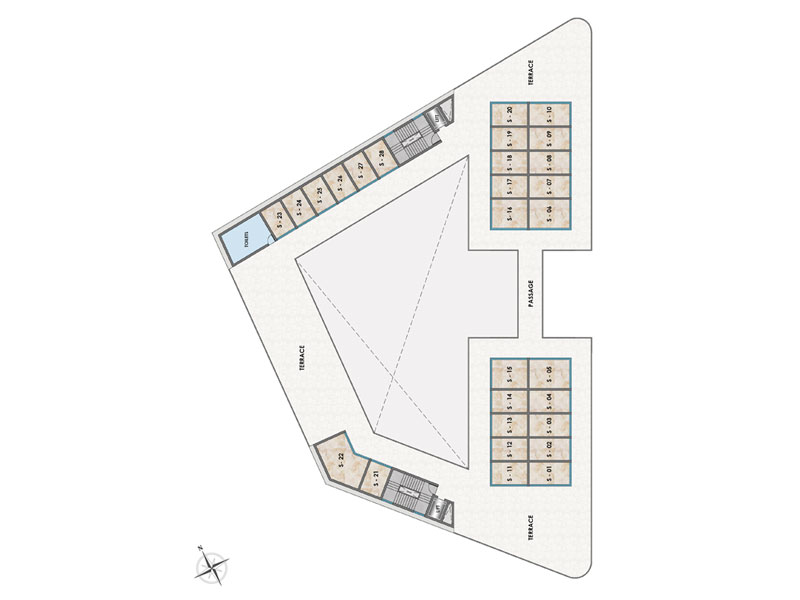 TERRACE
S - 20
S - 10
S - 19
S - 09
S - 18
S - 08
S - 17
S - 07
S - 16
S - 06
LIFT
S - 28
S - 27
S - 26
S - 25
S - 24
S - 23
TOILETS
PASSAGE
TERRACE
S - 15
S - 05
S - 14
S - 04
S - 13
S - 03
S - 12
S - 02
S - 11
S - 01
S - 22
S - 21
LIFT
TERRACE
N